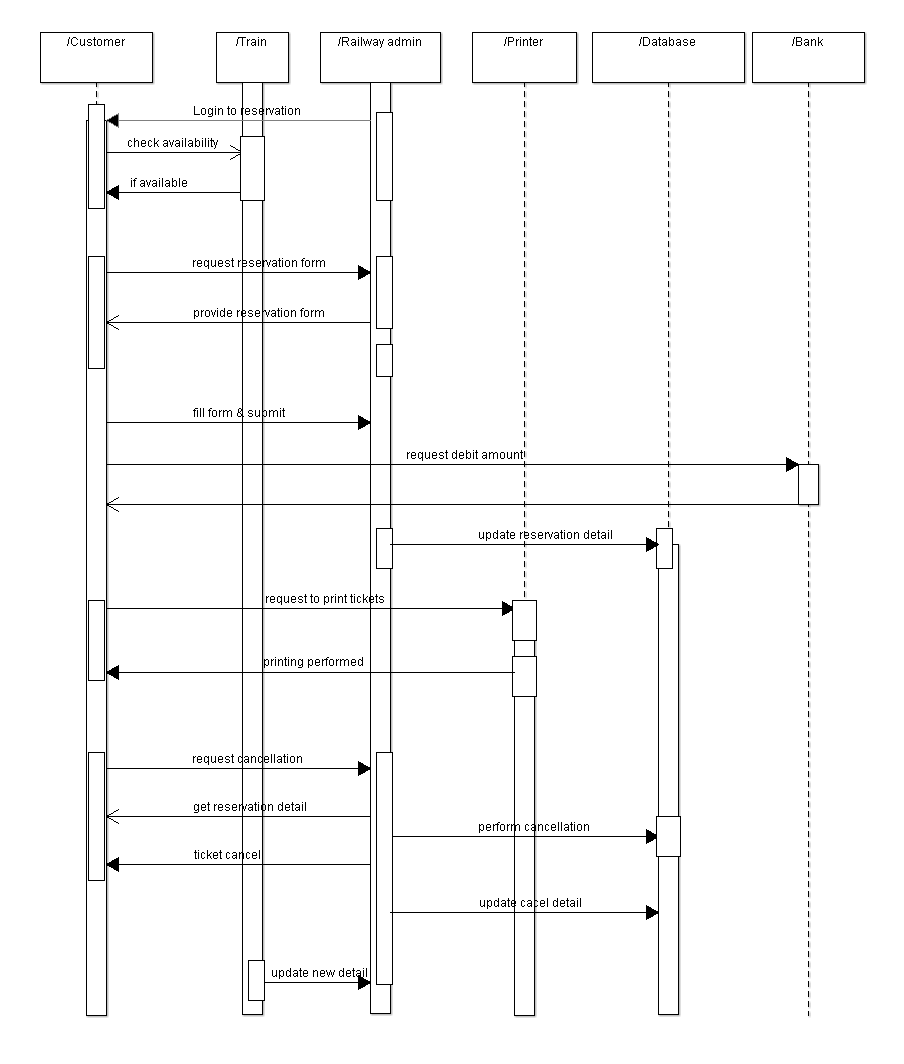 /Customer
/Train
/Railway admin
/Printer
/Database
/Bank
Login to reservation
check availability
if available
request reservation form
provide reservation form
fill form & submit
request debit amount
update reservation detail
request to print tickets
printing performed
request cancellation
get reservation detail
perform cancellation
ticket cancel
update cacel detail
update new detail